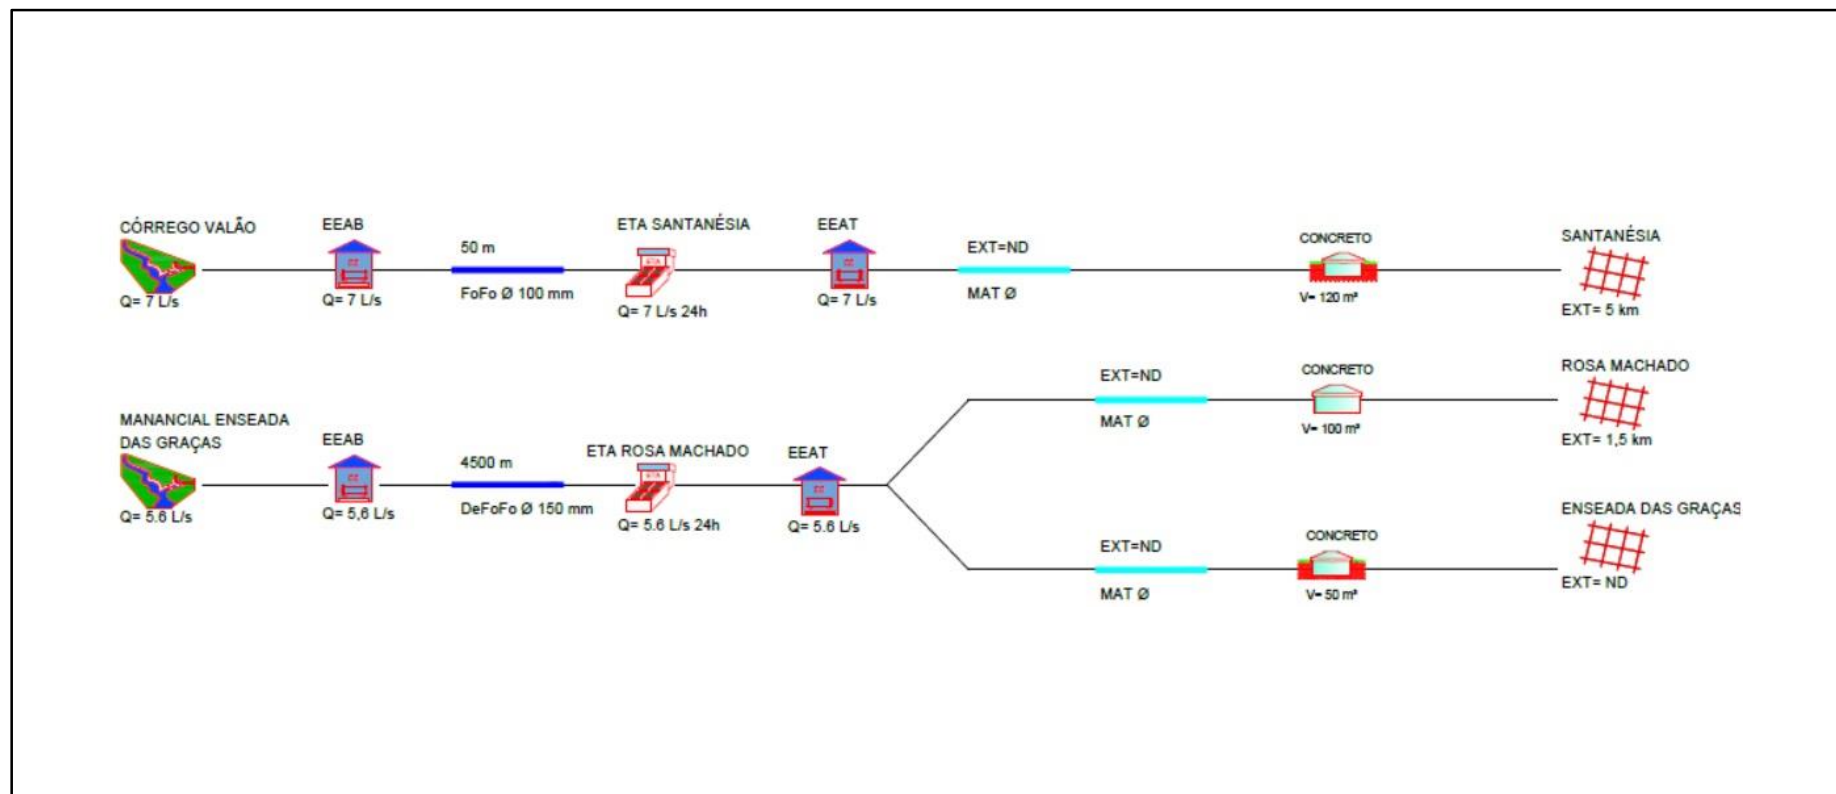 CÓRREGO VALÃO
Q= 7 L/s
EEAB
Q= 7 L/s
50 m
FoFo Ø 100 mm
ETA SANTANÉSIA
ETA
Q= 7 L/s 24h
EEAT
Q= 7 L/s
EXT=ND
MAT Ø
CONCRETO
V= 120 m³
SANTANÉSIA
EXT= 5 km
MANANCIAL ENSEADA
DAS GRAÇAS
Q= 5.6 L/s
EEAB
Q= 5,6 L/s
4500 m
DeFoFo Ø 150 mm
ETA ROSA MACHADO
ETA
Q= 5.6 L/s 24h
EEAT
Q= 5.6 L/s
EXT=ND
MAT Ø
CONCRETO
V= 100 m³
ROSA MACHADO
EXT= 1,5 km
EXT=ND
MAT Ø
CONCRETO
V= 50 m³
ENSEADA DAS GRAÇAS
EXT= ND